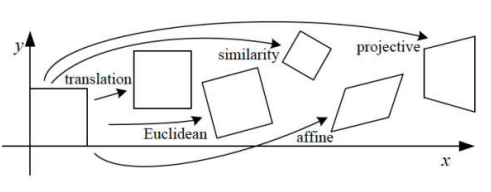 y
similarity
projective
translation
Euclidean
affine
x